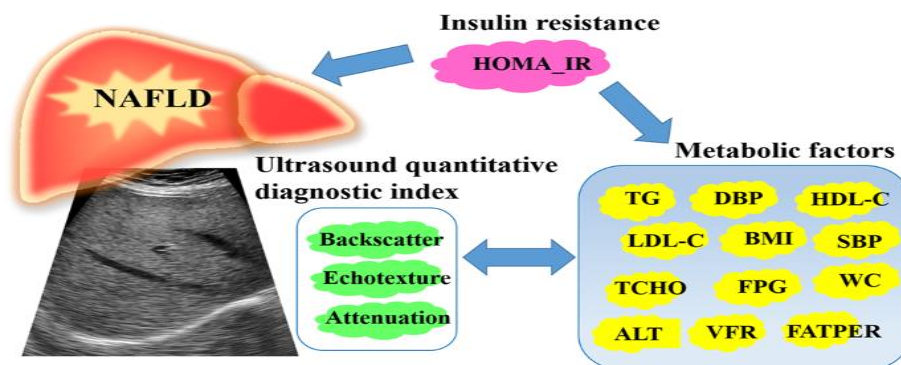 Insulin resistance
HOMA_IR
NAFLD
Ultrasound quantitative
diagnostic index
Backscatter
Echotexture
Attenuation
Metabolic factors
TG DBP HDL-C
LDL-C BMI SBP
TCHO FPG WC
ALT VFR FATPER